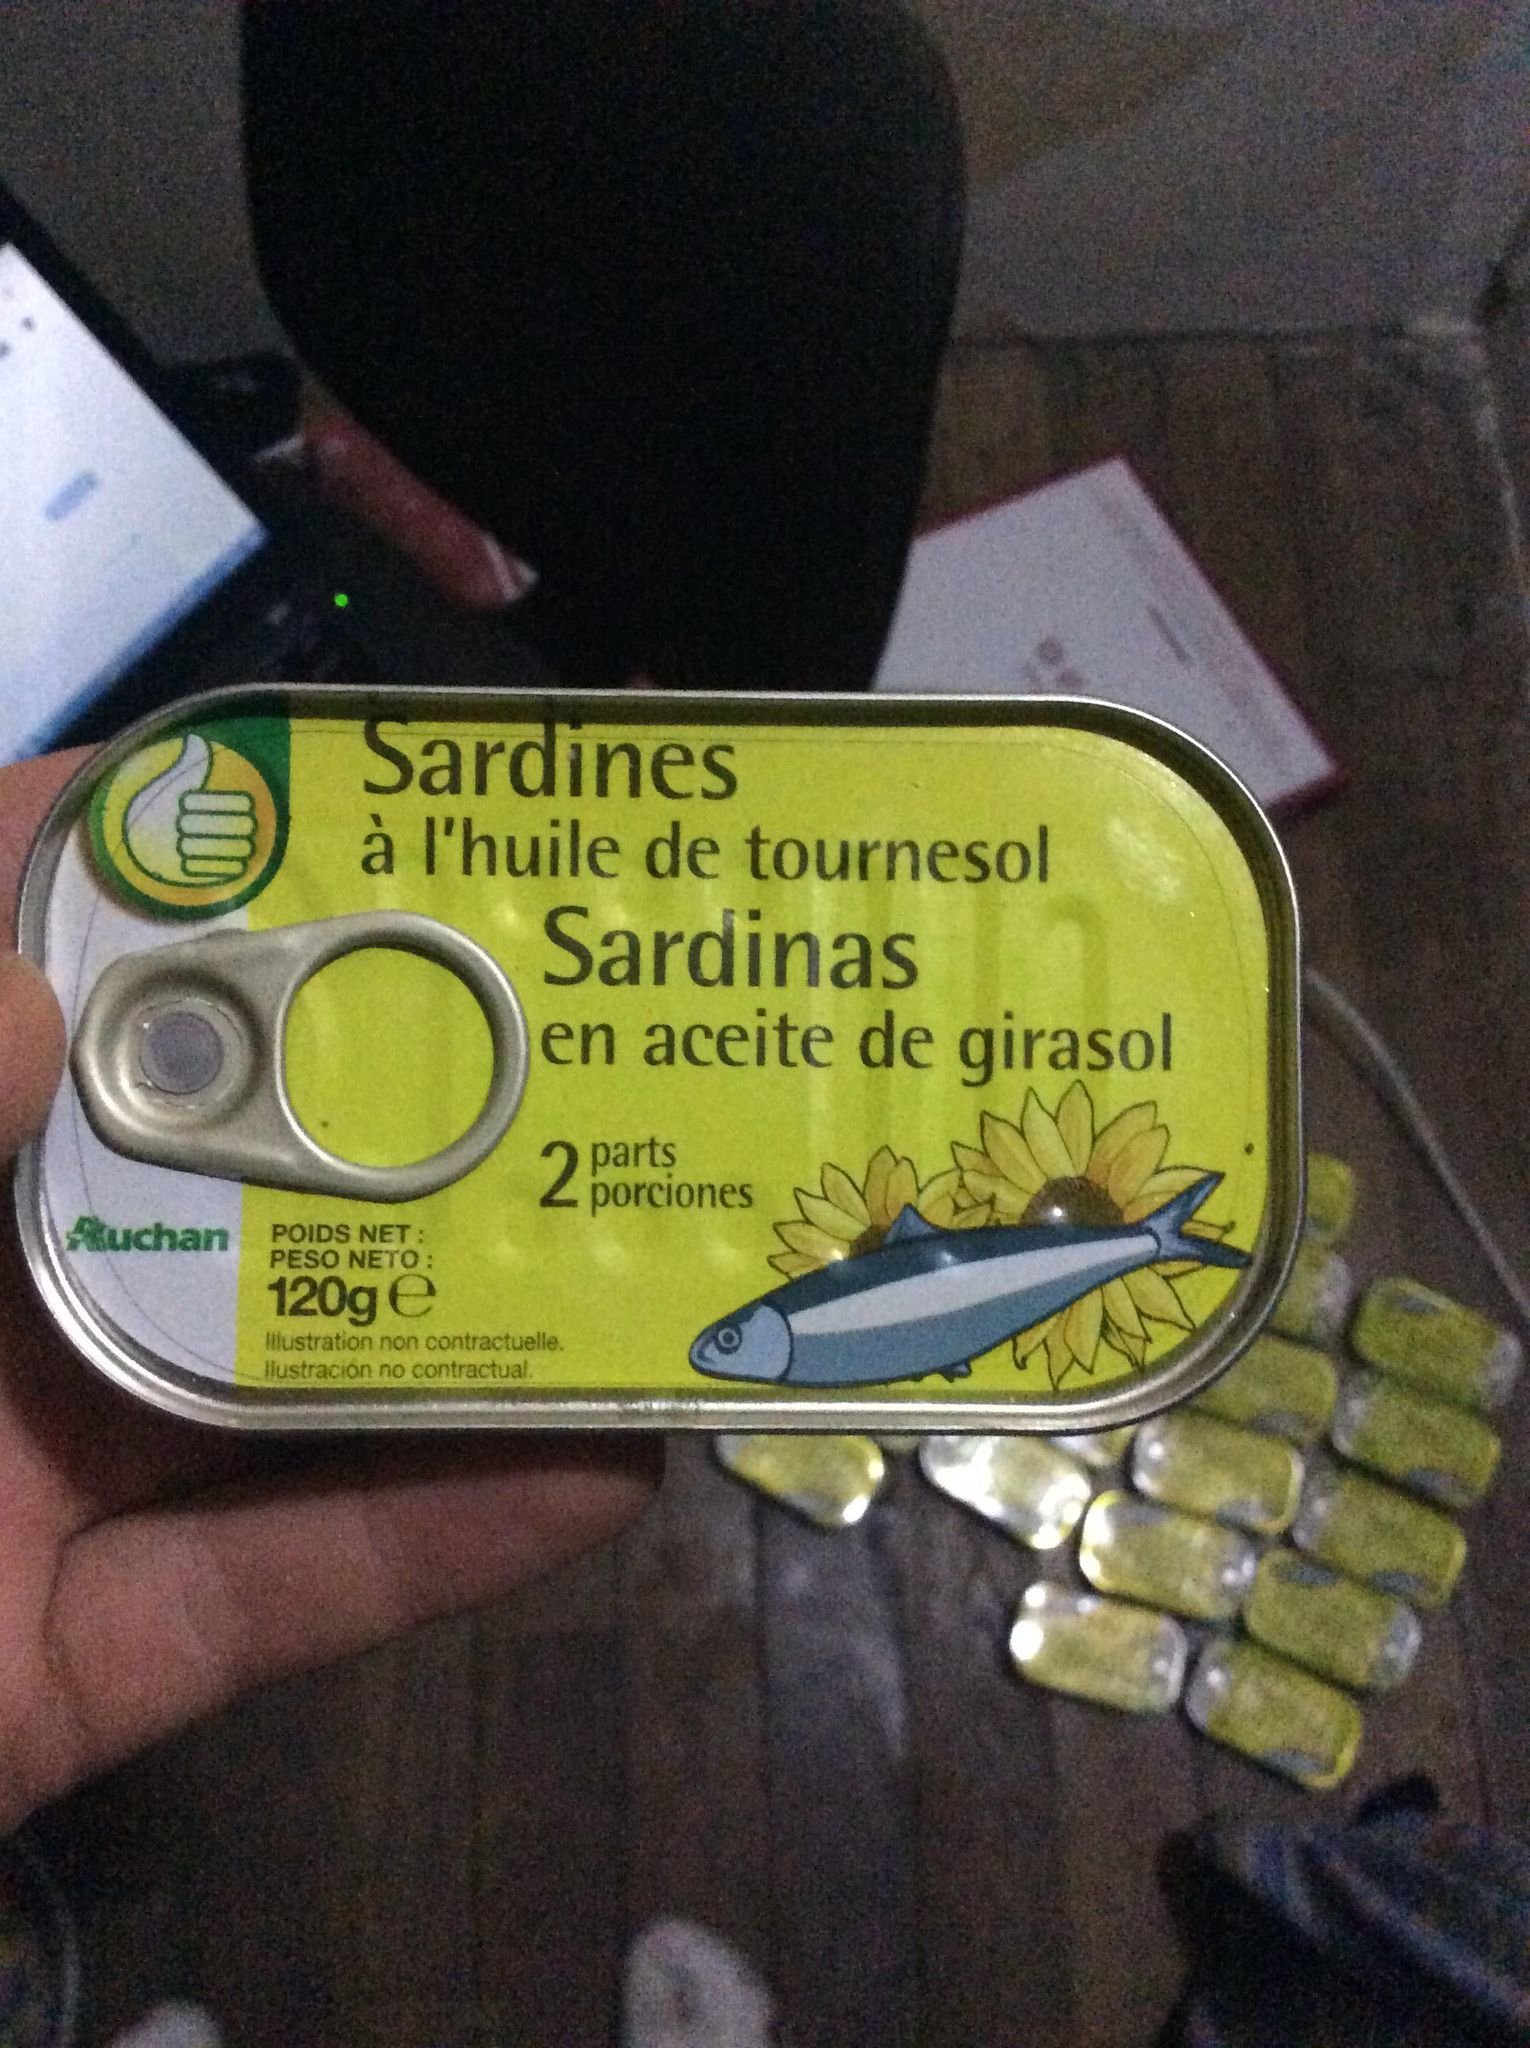 Sardines
à l'huile de tournesol
Sardinas
en aceite de girasol
2 parts
porciones
Auchan
POIDS NET :
PESO NETO :
120g ℮
Illustration non contractuelle.
Ilustración no contractual.